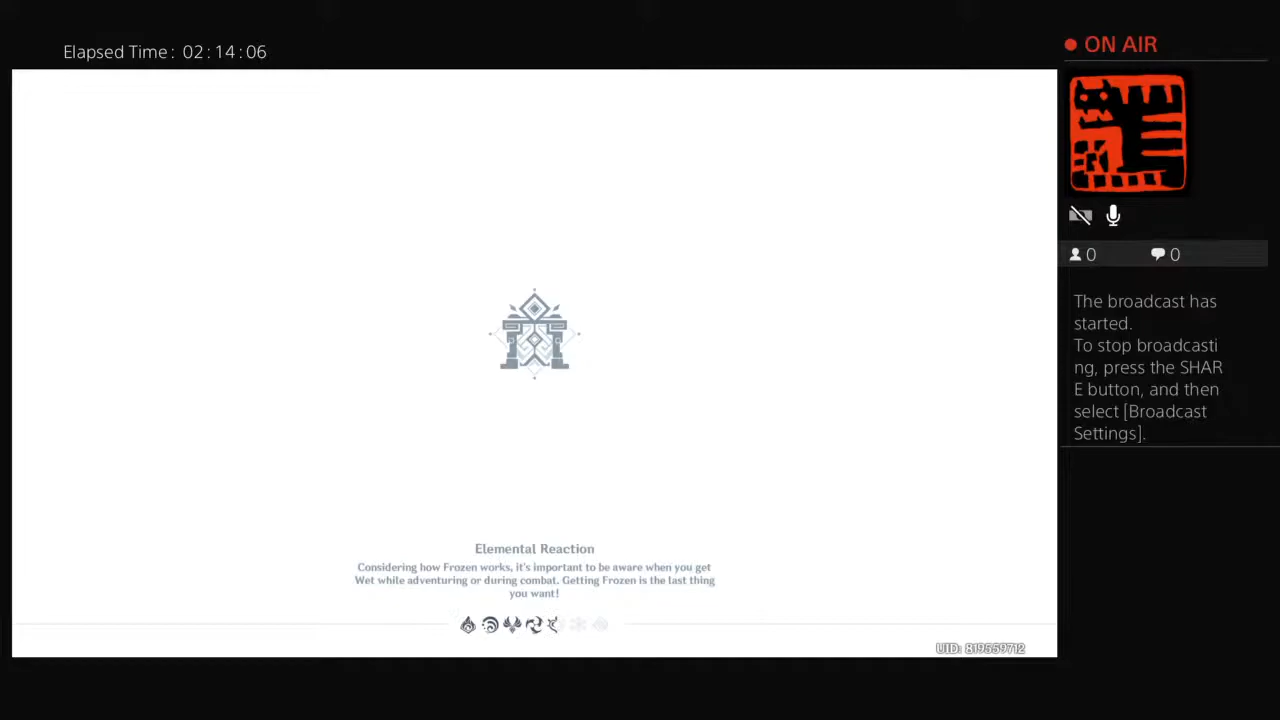 Elapsed Time: 02:14:06
ON AIR
0
0
The broadcast has
started.
To stop broadcasti
ng, press the SHAR
E button, and then
select [Broadcast
Settings].
Elemental Reaction
Considering how Frozen works, it's important to be aware when you get
Wet while adventuring or during combat. Getting Frozen is the last thing
you want!
UID: 819559712